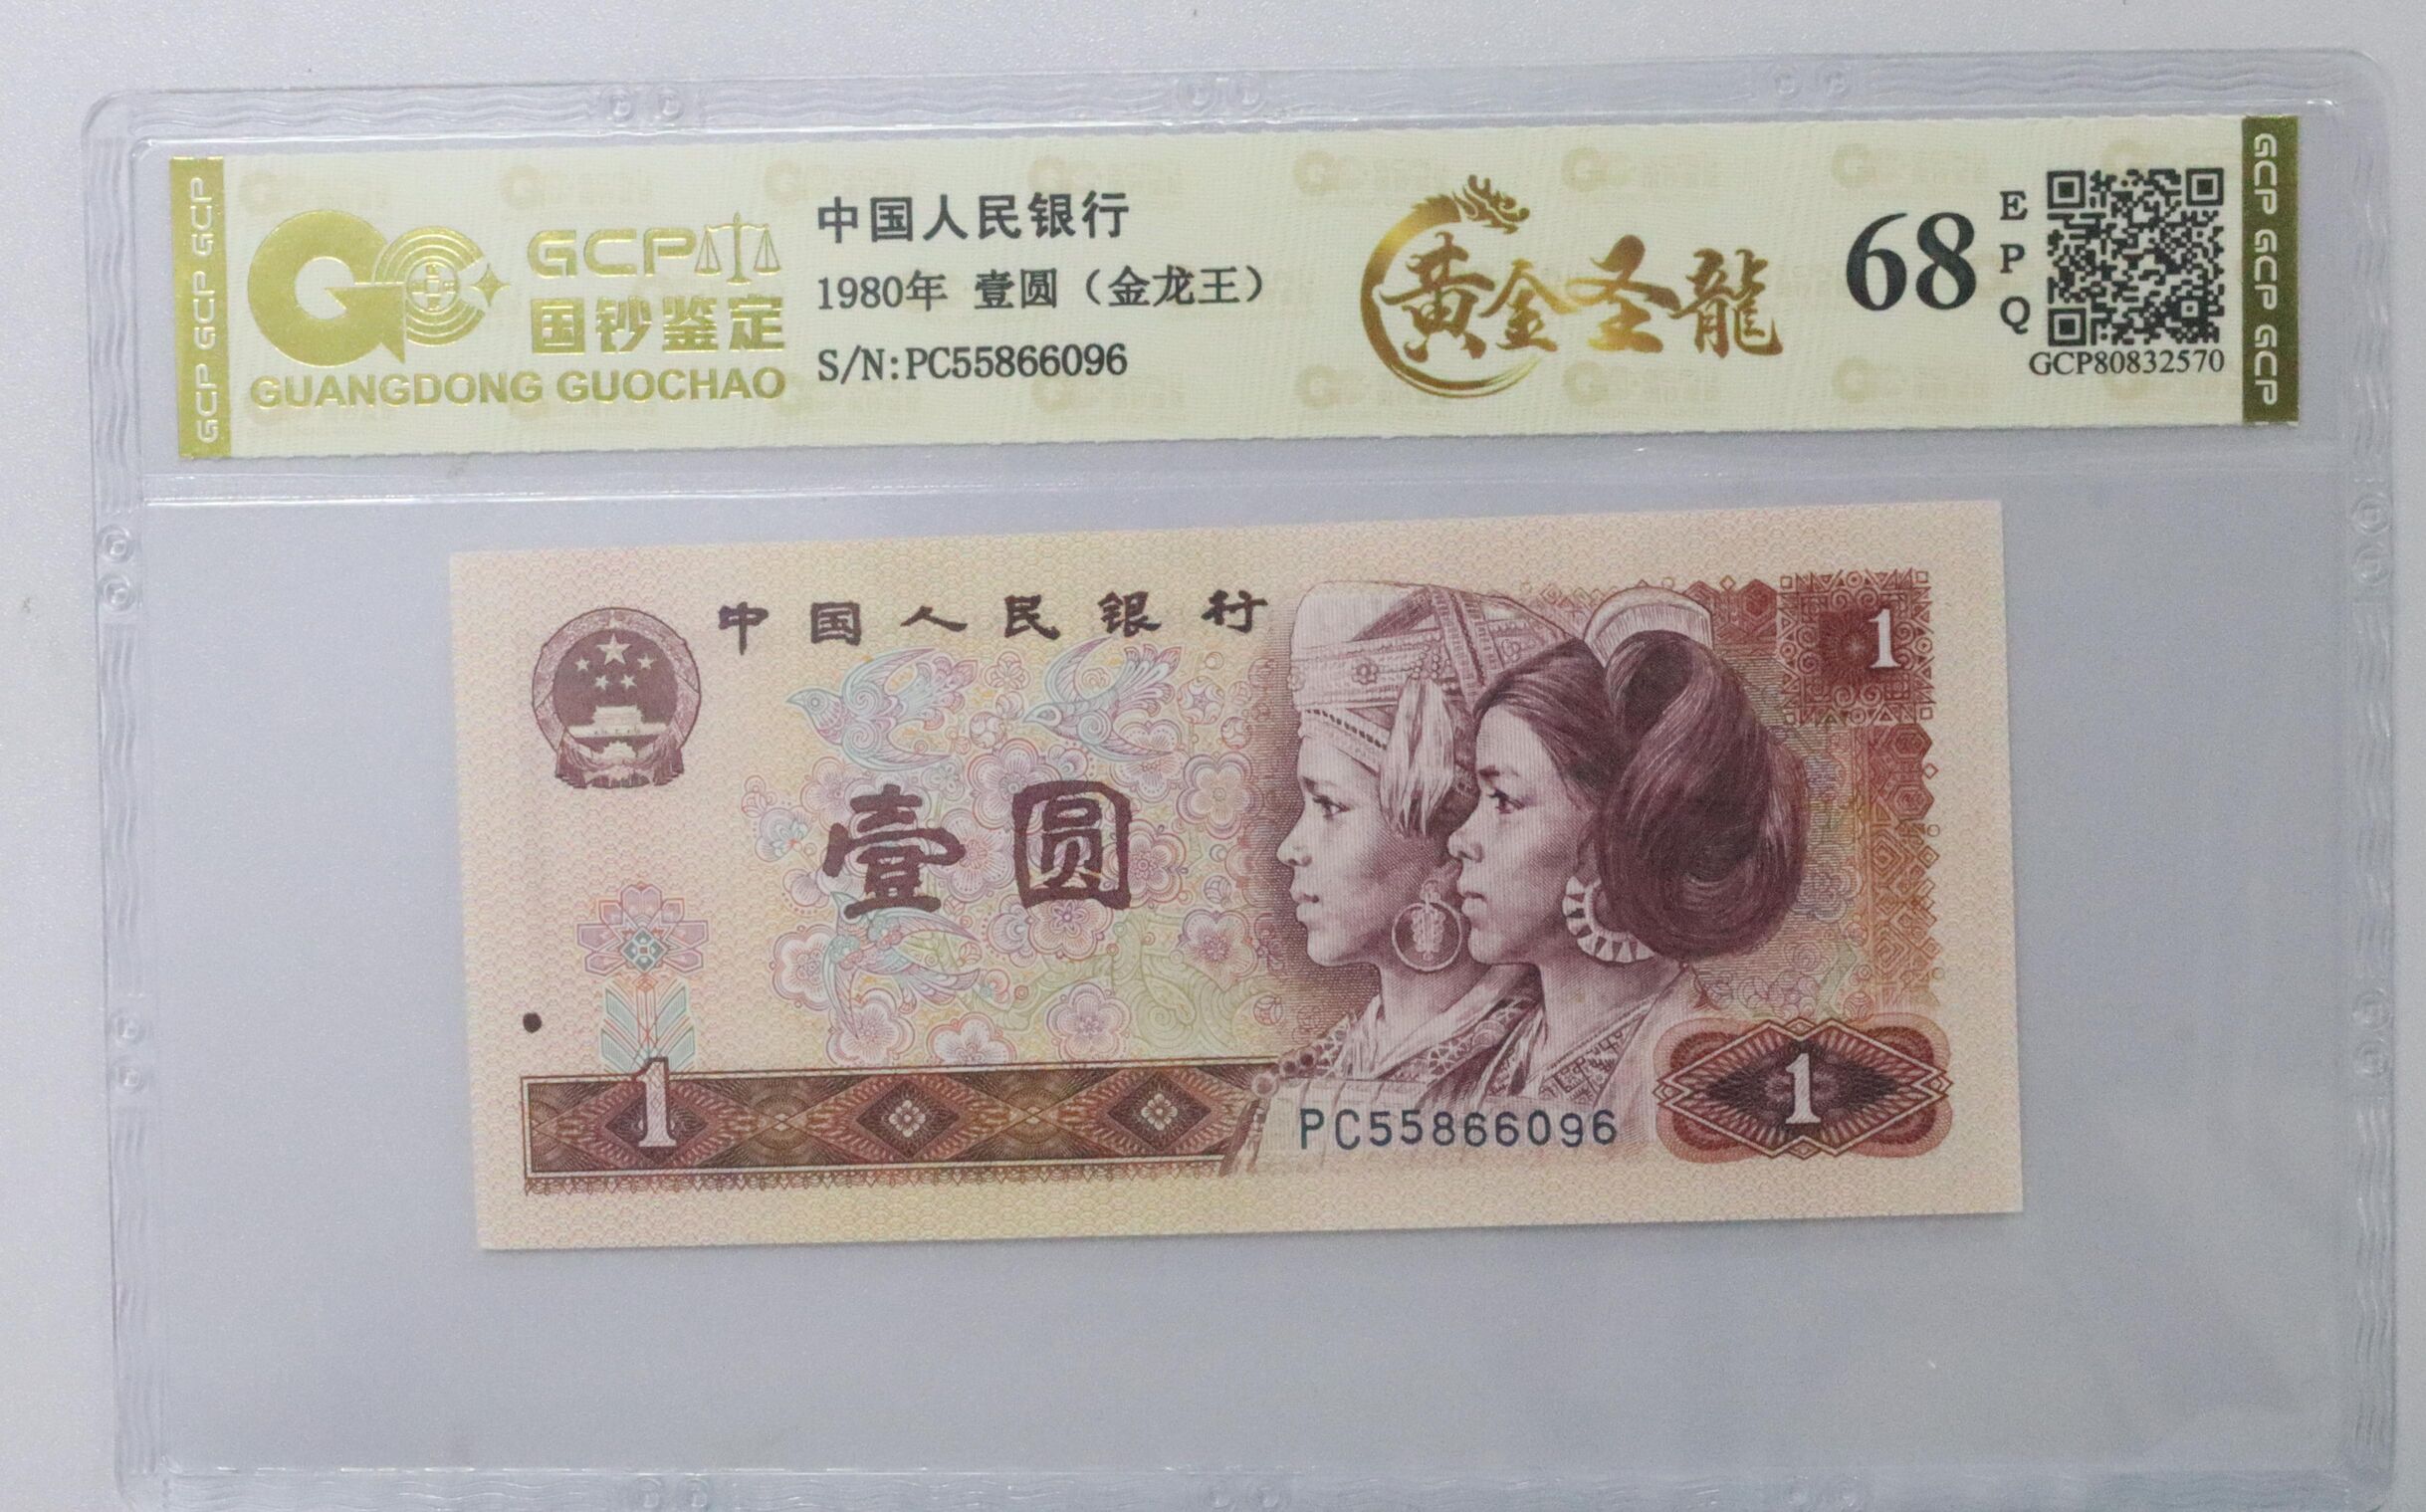 GCP GCP GCP
GCP
国钞鉴定
GUANGDONG GUOCHAO
中国人民银行
1980年 壹圆（金龙王）
S/N:PC55866096
黄金圣龍
68
E
P
Q
GCP80832570
GCP GCP GCP
中国人民银行
1
壹圆
1
PC55866096
1